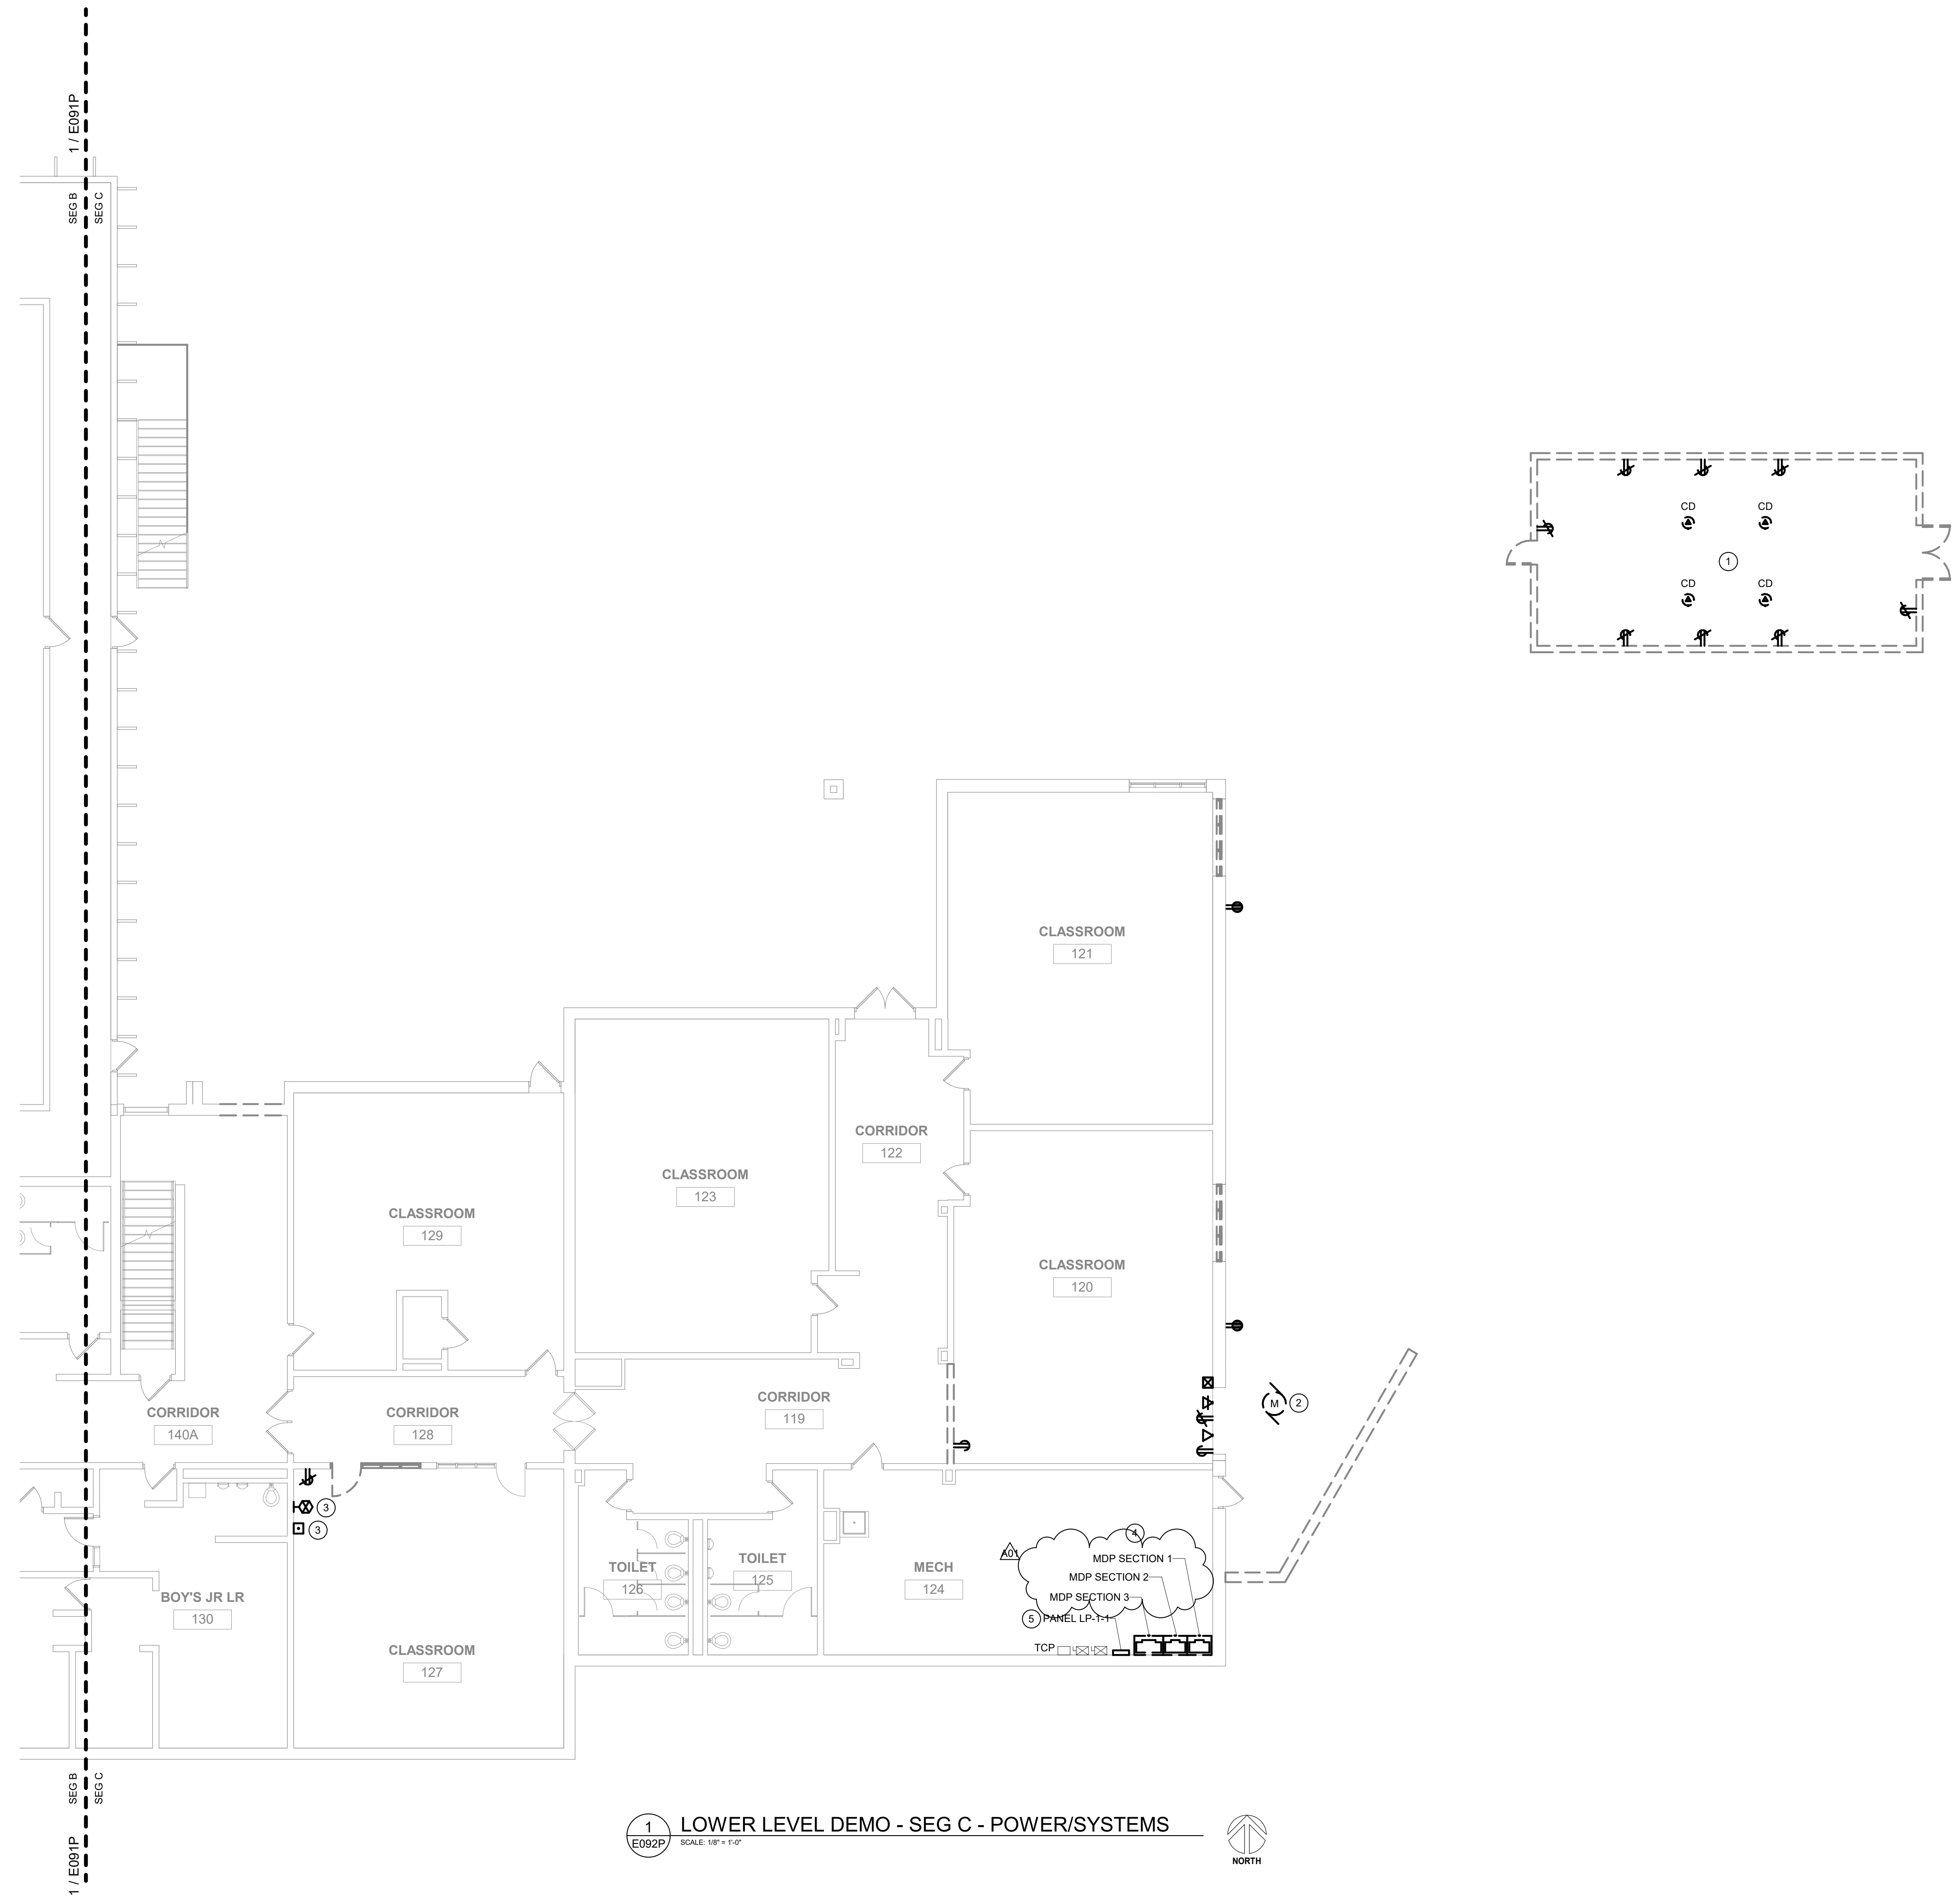 1 / E091P
SEG B
SEG C
CD
CD
1
CD
CD
CLASSROOM
121
CORRIDOR
122
CLASSROOM
123
CLASSROOM
129
CLASSROOM
120
CORRIDOR
119
M
2
CORRIDOR
140A
CORRIDOR
128
3
3
4
A01
MDP SECTION 1
MDP SECTION 2
MDP SECTION 3
5
PANEL LP-1-1
TCP
TOILET
126
TOILET
125
MECH
124
BOY'S JR LR
130
CLASSROOM
127
SEG B
SEG C
1 / E091P
1
E092P
LOWER LEVEL DEMO - SEG C - POWER/SYSTEMS
SCALE: 1/8" = 1'-0"
NORTH